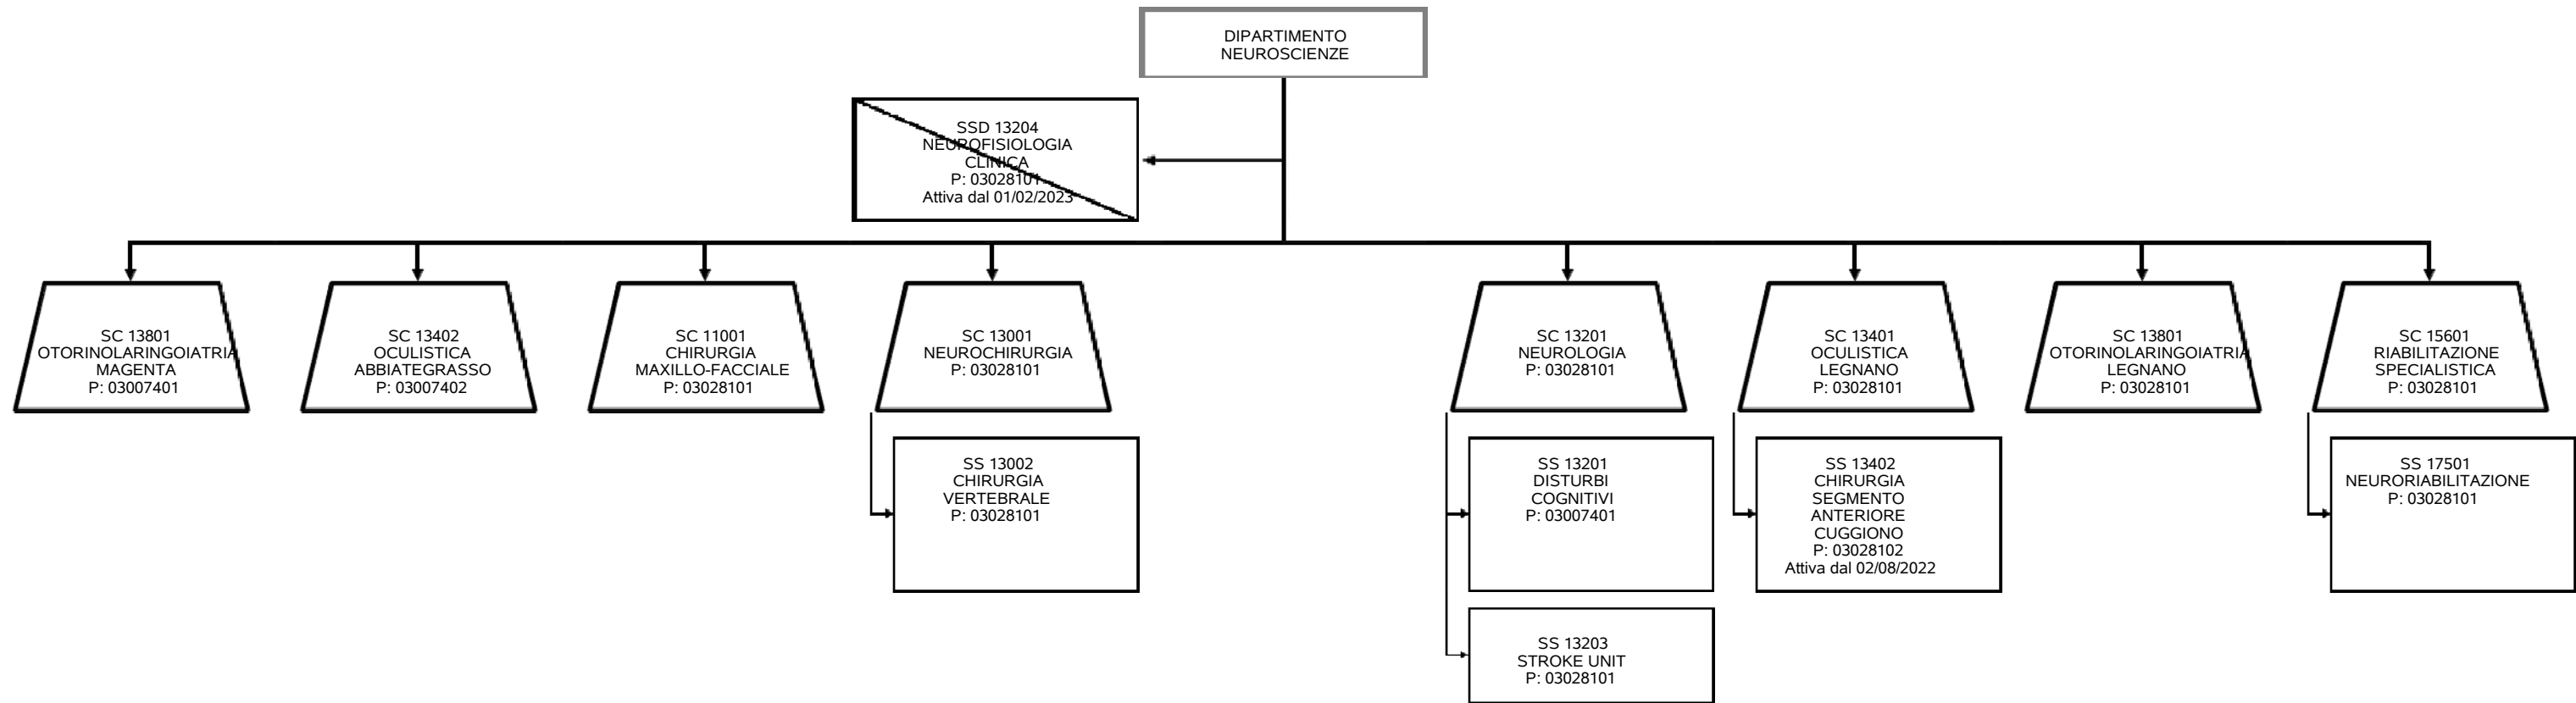 DIPARTIMENTO
NEUROSCIENZE
SSD 13204
NEUROFISIOLOGIA
CLINICA
P: 03028101
Attiva dal 01/02/2023
SC 13801
OTORINOLARINGOIATRIA
MAGENTA
P: 03007401
SC 13402
OCULISTICA
ABBIATEGRASSO
P: 03007402
SC 11001
CHIRURGIA
MAXILLO-FACCIALE
P: 03028101
SC 13001
NEUROCHIRURGIA
P: 03028101
SC 13201
NEUROLOGIA
P: 03028101
SC 13401
OCULISTICA
LEGNANO
P: 03028101
SC 13801
OTORINOLARINGOIATRIA
LEGNANO
P: 03028101
SC 15601
RIABILITAZIONE
SPECIALISTICA
P: 03028101
SS 13002
CHIRURGIA
VERTEBRALE
P: 03028101
SS 13201
DISTURBI
COGNITIVI
P: 03007401
SS 13402
CHIRURGIA
SEGMENTO
ANTERIORE
CUGGIONO
P: 03028102
Attiva dal 02/08/2022
SS 17501
NEURORIABILITAZIONE
P: 03028101
SS 13203
STROKE UNIT
P: 03028101